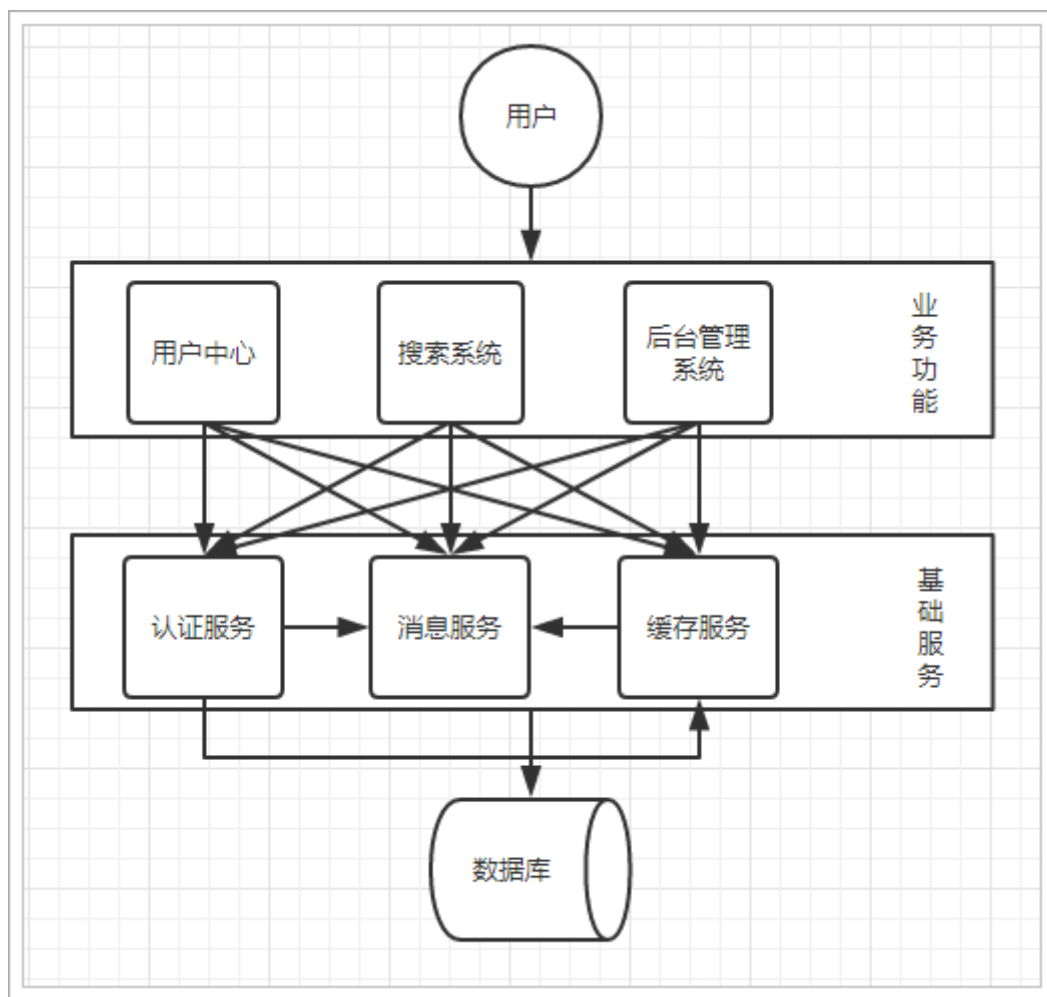 用户
用户中心
搜索系统
后台管理
系统
业
务
功
能
认证服务
消息服务
缓存服务
基
础
服
务
数据库